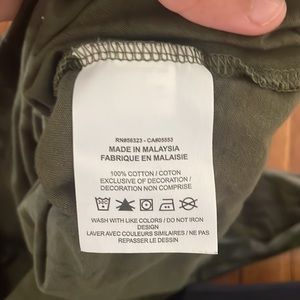 RN#56323 - CA#05553
MADE IN MALAYSIA
FABRIQUE EN MALAISIE
100% COTTON / COTON
EXCLUSIVE OF DECORATION /
DECORATION NON COMPRISE
WASH WITH LIKE COLORS / DO NOT IRON
DESIGN
LAVER AVEC COULEURS SIMILAIRES / NE PAS
REPASSER LE DESSIN